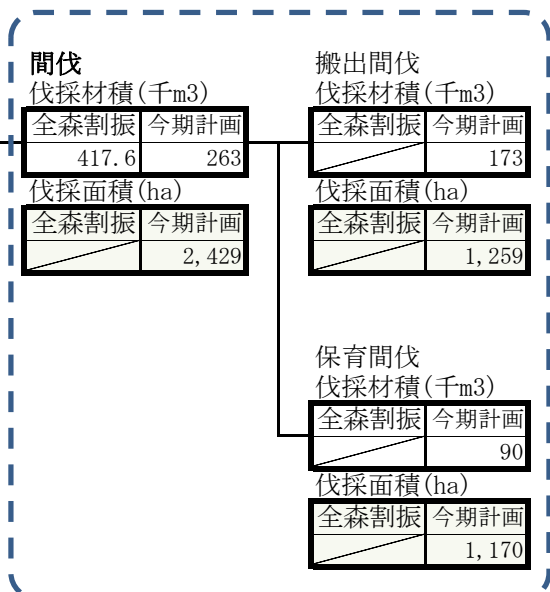 間伐
伐採材積(千m3)
全森割振 今期計画
417.6 263
伐採面積(ha)
全森割振 今期計画
2,429
搬出間伐
伐採材積(千m3)
全森割振 今期計画
173
伐採面積(ha)
全森割振 今期計画
1,259
保育間伐
伐採材積(千m3)
全森割振 今期計画
90
伐採面積(ha)
全森割振 今期計画
1,170